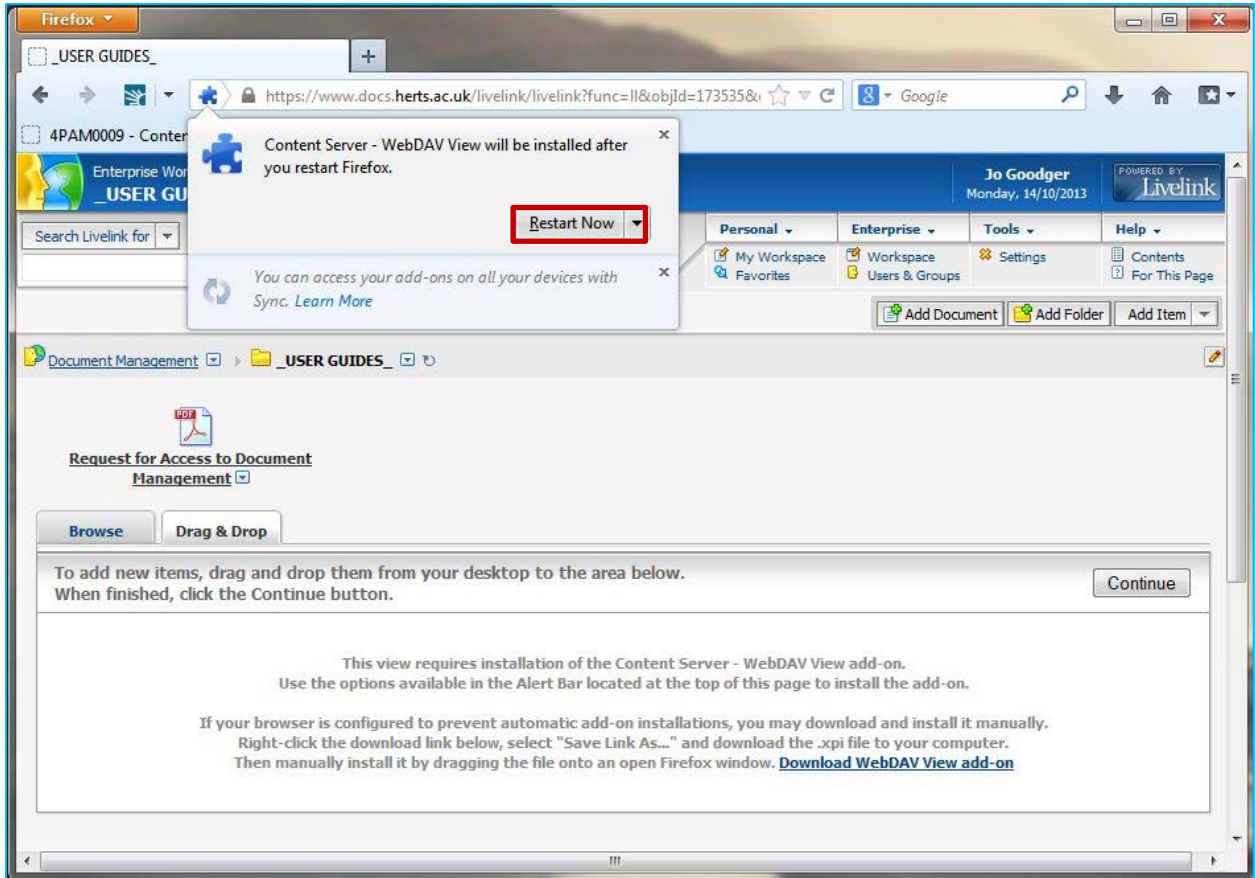 Firefox
_USER GUIDES_
https://www.docs.herts.ac.uk/livelink/livelink?func=ll&objId=173535&
Google
4PAM0009 - Conter
Content Server - WebDAV View will be installed after
you restart Firefox.
Restart Now
You can access your add-ons on all your devices with
Sync. Learn More
Enterprise Wor
_USER GU
Jo Goodger
Monday, 14/10/2013
POWERED BY
Livelink
Search Livelink for
Personal
Enterprise
Tools
Help
My Workspace
Workspace
Settings
Contents
Favorites
Users & Groups
For This Page
Add Document
Add Folder
Add Item
Document Management
_USER GUIDES_
PDF
Request for Access to Document
Management
Browse
Drag & Drop
To add new items, drag and drop them from your desktop to the area below.
When finished, click the Continue button.
Continue
This view requires installation of the Content Server - WebDAV View add-on.
Use the options available in the Alert Bar located at the top of this page to install the add-on.
If your browser is configured to prevent automatic add-on installations, you may download and install it manually.
Right-click the download link below, select "Save Link As..." and download the .xpi file to your computer.
Then manually install it by dragging the file onto an open Firefox window. Download WebDAV View add-on